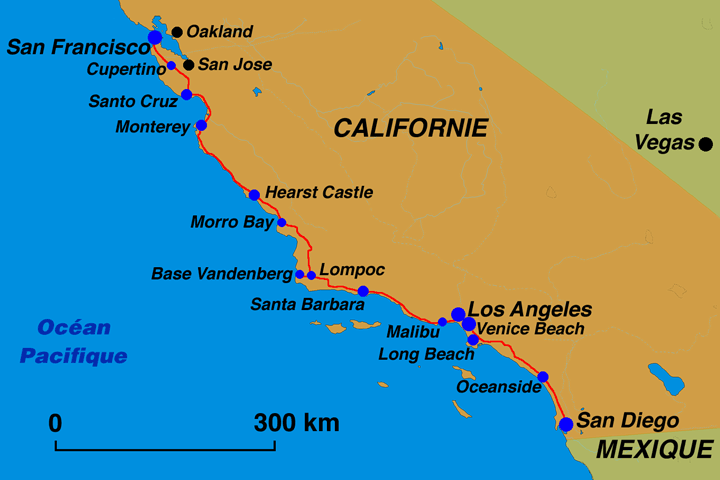 Oakland
San Francisco
San Jose
Cupertino
Santo Cruz
Monterey
CALIFORNIE
Las
Vegas
Hearst Castle
Morro Bay
Base Vandenberg
Lompoc
Santa Barbara
Los Angeles
Malibu
Venice Beach
Long Beach
Océan
Pacifique
Oceanside
0
300 km
San Diego
MEXIQUE